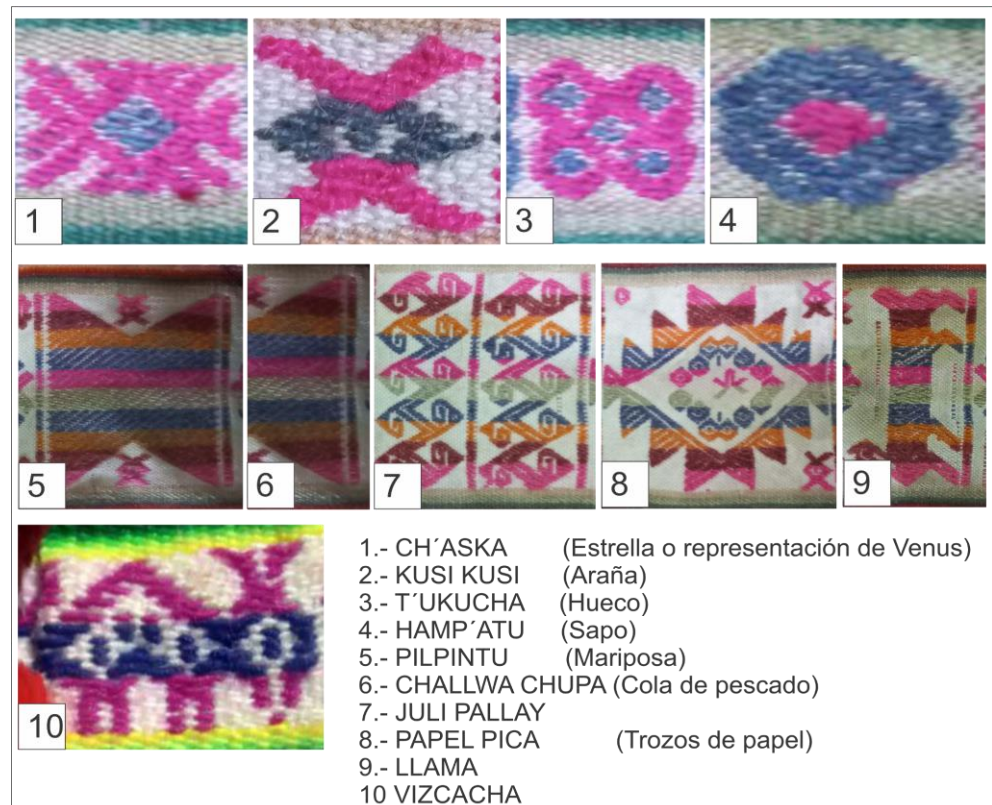 1
2
3
4
5
6
7
8
9
10
1.- CH´ASKA (Estrella o representación de Venus)
2.- KUSI KUSI (Araña)
3.- T´UKUCHA (Hueco)
4.- HAMP´ATU (Sapo)
5.- PILPINTU (Mariposa)
6.- CHALLWA CHUPA (Cola de pescado)
7.- JULI PALLAY
8.- PAPEL PICA (Trozos de papel)
9.- LLAMA
10 VIZCACHA